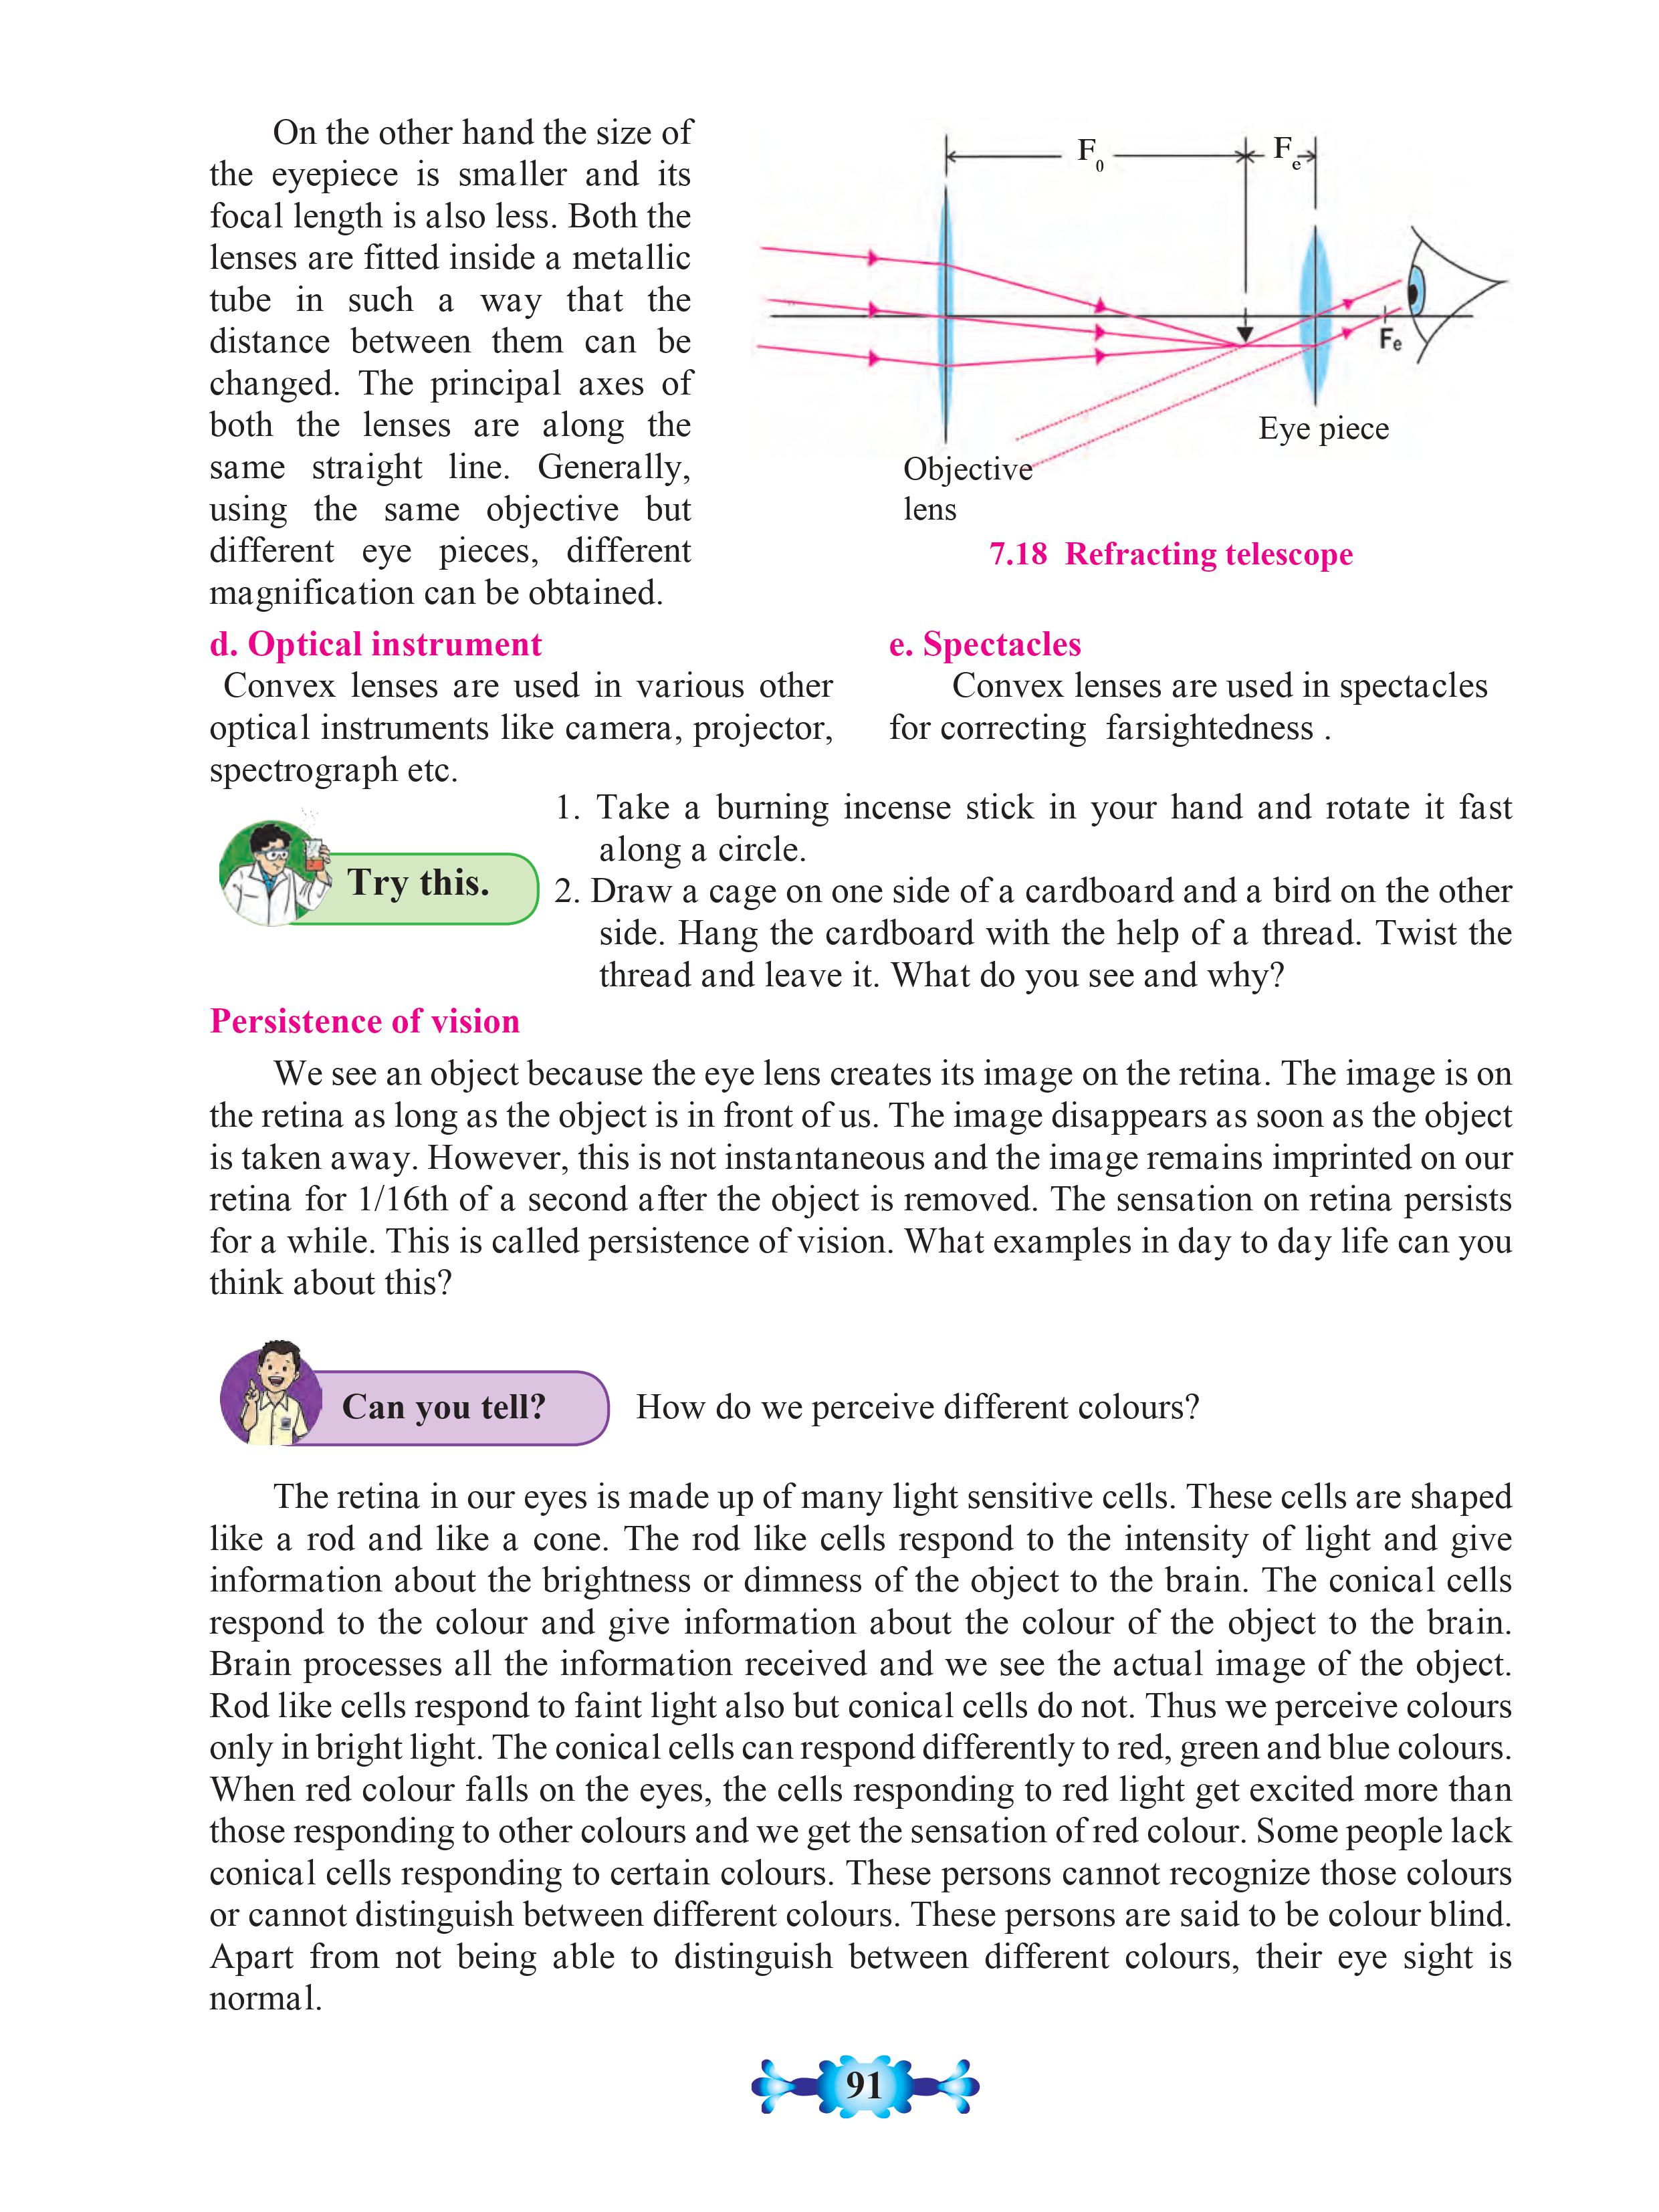 On the other hand the size of
the eyepiece is smaller and its
focal length is also less. Both the
lenses are fitted inside a metallic
tube in such a way that the
distance between them can be
changed. The principal axes of
both the lenses are along the
same straight line. Generally,
using the same objective but
different eye pieces, different
magnification can be obtained.
F0
Fe
Fe
Eye piece
Objective
lens
7.18 Refracting telescope
d. Optical instrument
Convex lenses are used in various other
optical instruments like camera, projector,
spectrograph etc.
e. Spectacles
Convex lenses are used in spectacles
for correcting farsightedness .
Try this.
1. Take a burning incense stick in your hand and rotate it fast
along a circle.
2. Draw a cage on one side of a cardboard and a bird on the other
side. Hang the cardboard with the help of a thread. Twist the
thread and leave it. What do you see and why?
Persistence of vision
We see an object because the eye lens creates its image on the retina. The image is on
the retina as long as the object is in front of us. The image disappears as soon as the object
is taken away. However, this is not instantaneous and the image remains imprinted on our
retina for 1/16th of a second after the object is removed. The sensation on retina persists
for a while. This is called persistence of vision. What examples in day to day life can you
think about this?
Can you tell?
How do we perceive different colours?
The retina in our eyes is made up of many light sensitive cells. These cells are shaped
like a rod and like a cone. The rod like cells respond to the intensity of light and give
information about the brightness or dimness of the object to the brain. The conical cells
respond to the colour and give information about the colour of the object to the brain.
Brain processes all the information received and we see the actual image of the object.
Rod like cells respond to faint light also but conical cells do not. Thus we perceive colours
only in bright light. The conical cells can respond differently to red, green and blue colours.
When red colour falls on the eyes, the cells responding to red light get excited more than
those responding to other colours and we get the sensation of red colour. Some people lack
conical cells responding to certain colours. These persons cannot recognize those colours
or cannot distinguish between different colours. These persons are said to be colour blind.
Apart from not being able to distinguish between different colours, their eye sight is
normal.
91